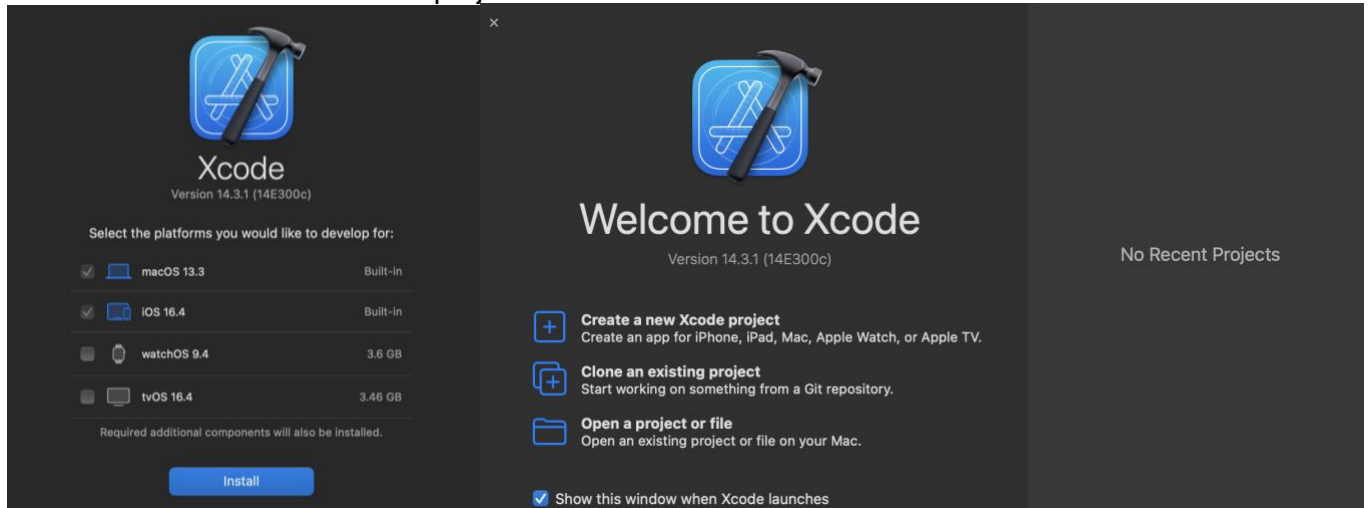 Xcode
Version 14.3.1 (14E300c)
Select the platforms you would like to develop for:
macOS 13.3 Built-in
iOS 16.4 Built-in
watchOS 9.4 3.6 GB
tvOS 16.4 3.46 GB
Required additional components will also be installed.
Install
Welcome to Xcode
Version 14.3.1 (14E300c)
Create a new Xcode project
Create an app for iPhone, iPad, Mac, Apple Watch, or Apple TV.
Clone an existing project
Start working on something from a Git repository.
Open a project or file
Open an existing project or file on your Mac.
Show this window when Xcode launches
No Recent Projects